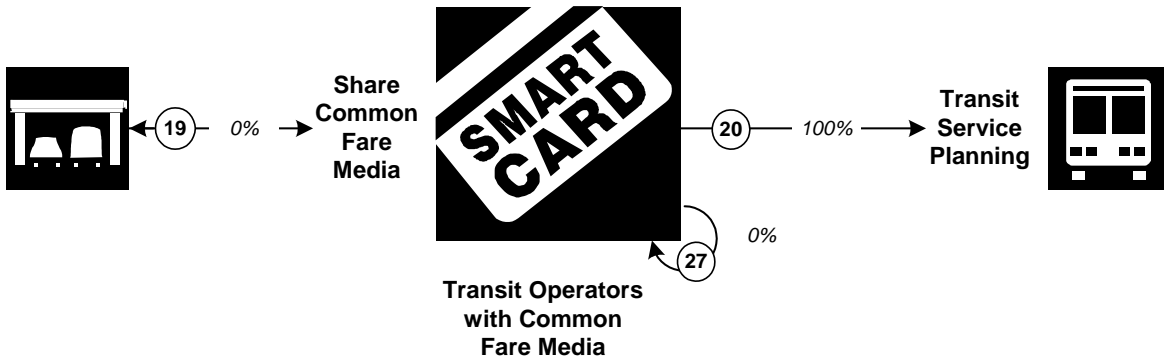 19
0%
Share
Common
Fare
Media
SMART
CARD
20
100%
Transit
Service
Planning
27
0%
Transit Operators
with Common
Fare Media